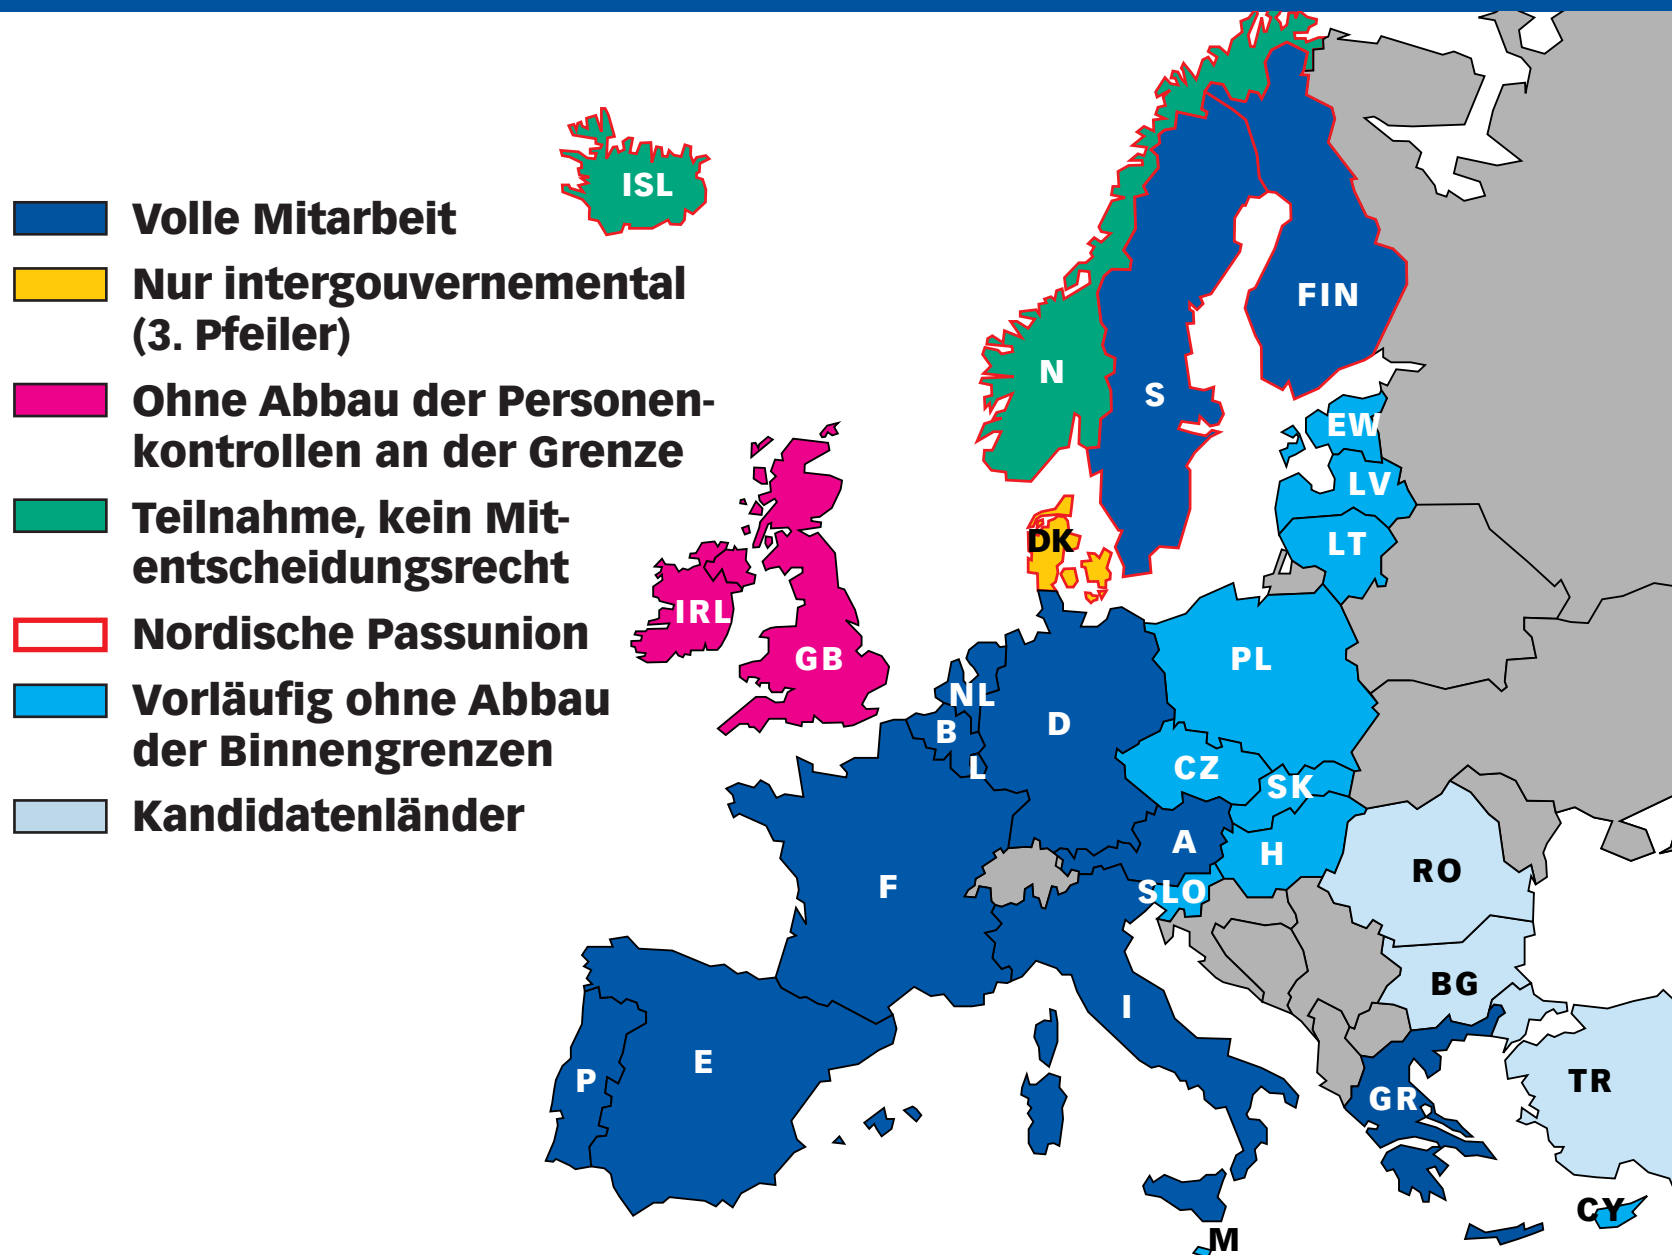 Volle Mitarbeit
Nur intergouvernemental
(3. Pfeiler)
Ohne Abbau der Personen-
kontrollen an der Grenze
Teilnahme, kein Mit-
entscheidungsrecht
Nordische Passunion
Vorläufig ohne Abbau
der Binnengrenzen
Kandidatenländer
ISL
FIN
N
S
EW
LV
LT
DK
IRL
GB
PL
NL
B
D
L
CZ
SK
A
H
F
SLO
RO
BG
I
P
E
GR
TR
CY
M